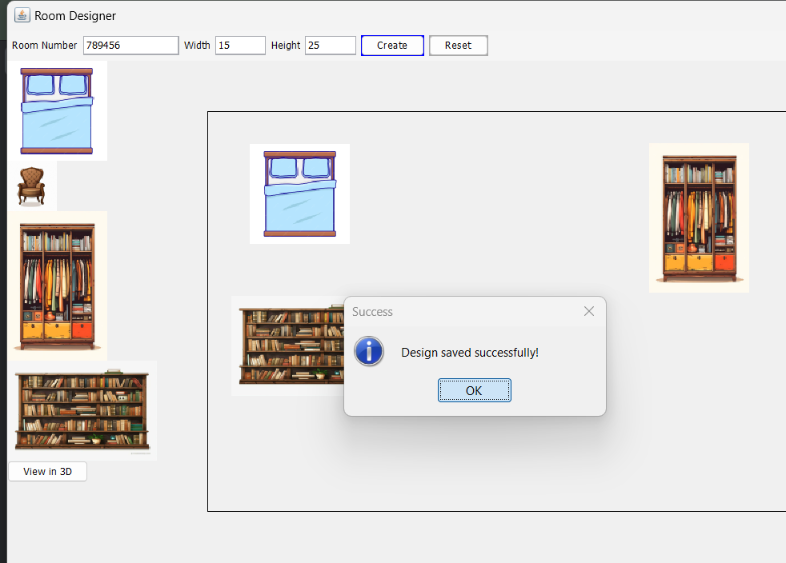 Room Designer
Room Number 789456 Width 15 Height 25 Create Reset
Success
Design saved successfully!
OK
View in 3D